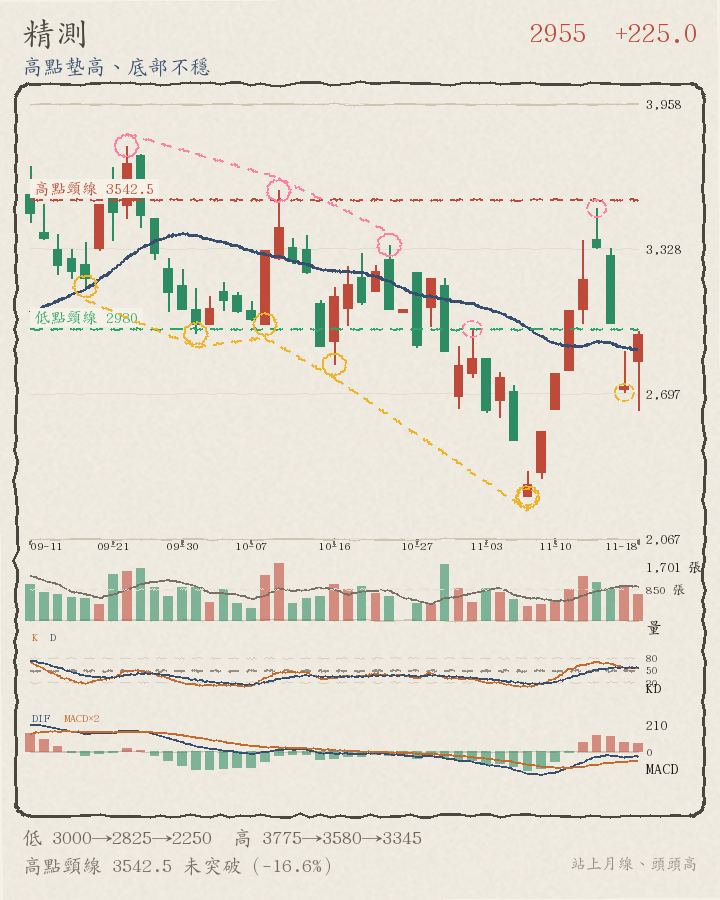 精測
2955 +225.0
高點墊高、底部不穩
3,958
高點頸線 3542.5
3,328
低點頸線 2980
2,697
2,067
09-11 09-21 09-30 10-07 10-16 10-27 11-03 11-10 11-18
1,701 張
850 張
量
K D
80
50
20
KD
DIF MACD×2
210
0
MACD
低 3000→2825→2250 高 3775→3580→3345
高點頸線 3542.5 未突破 (-16.6%)
站上月線、頭頭高